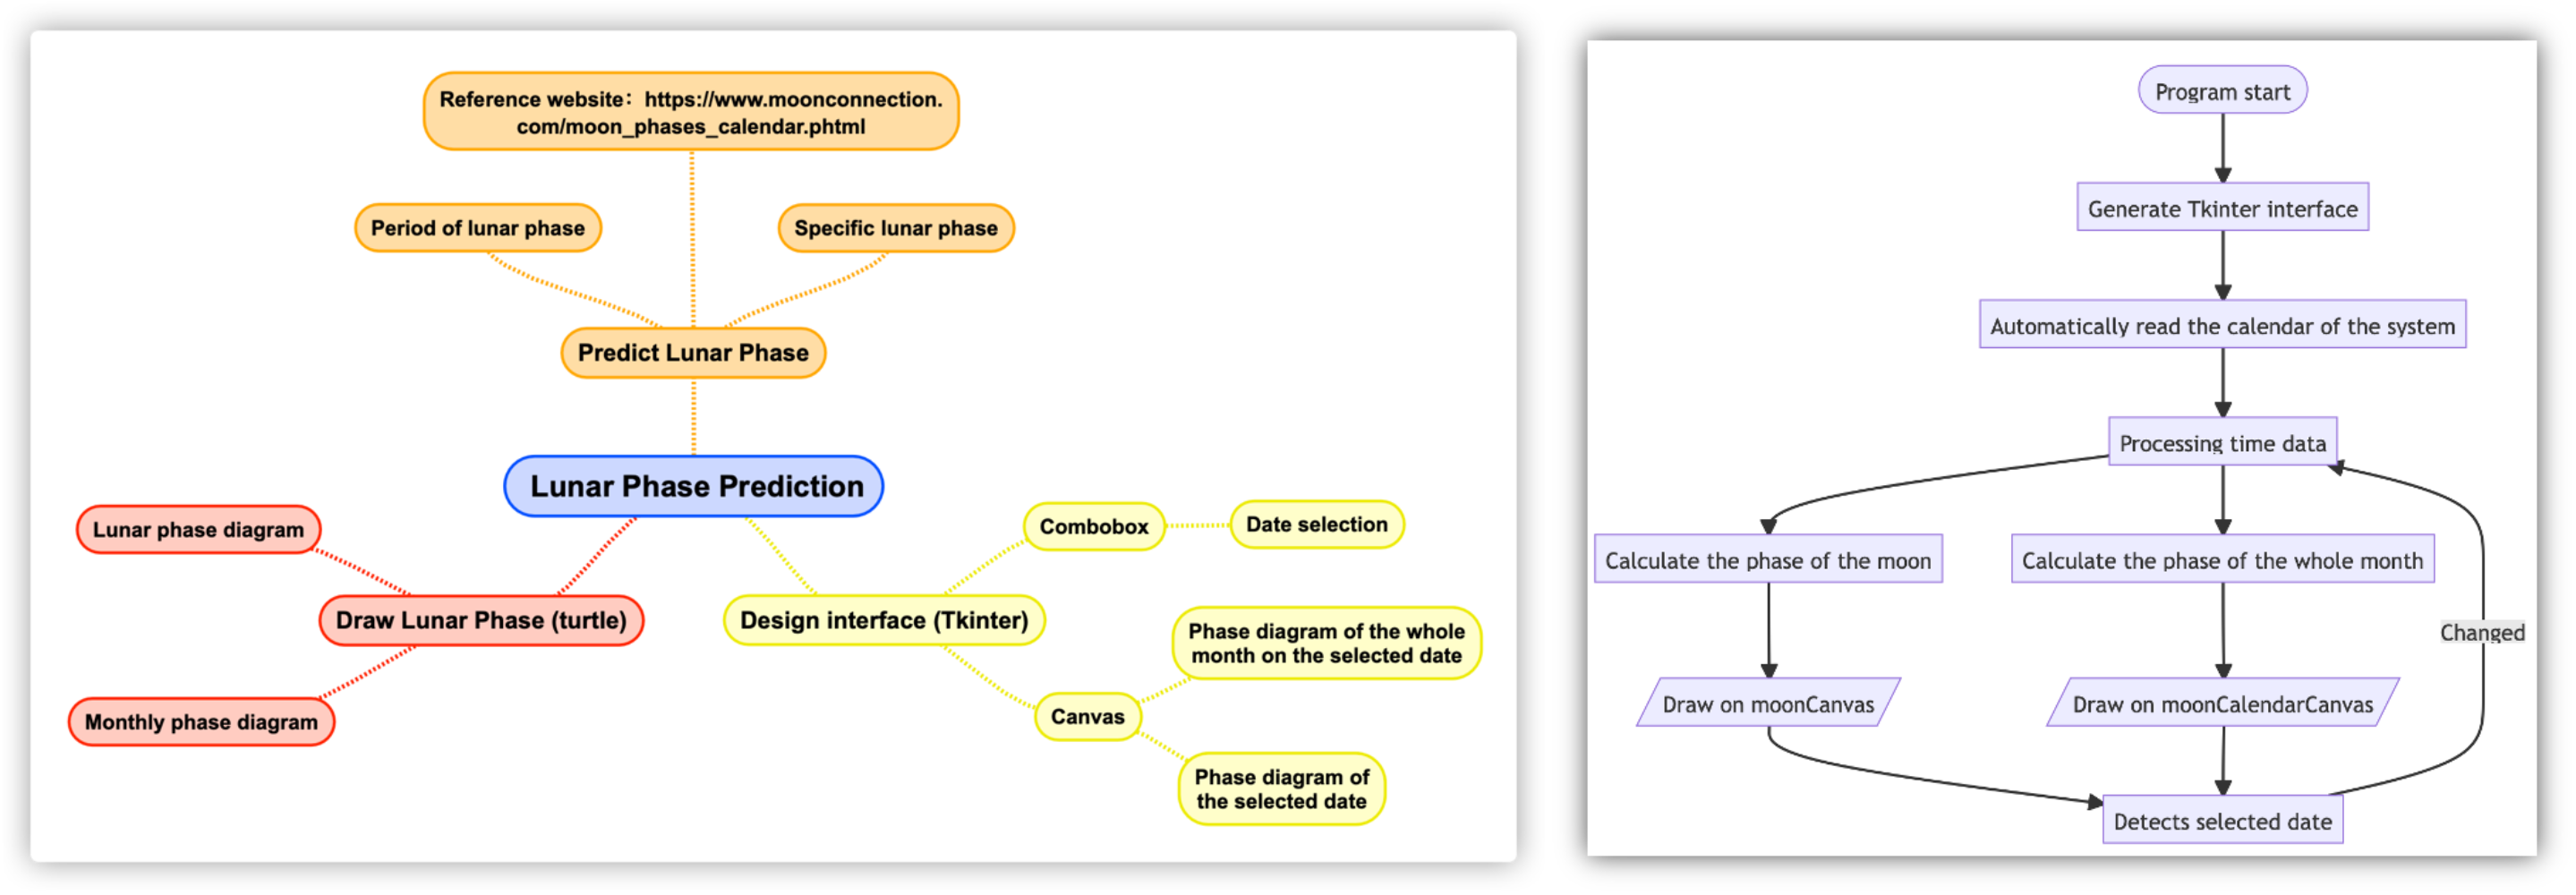 Reference website：https://www.moonconnection.
com/moon_phases_calendar.phtml
Period of lunar phase
Specific lunar phase
Predict Lunar Phase
Lunar Phase Prediction
Lunar phase diagram
Draw Lunar Phase (turtle)
Monthly phase diagram
Combobox
Date selection
Design interface (Tkinter)
Phase diagram of the whole
month on the selected date
Canvas
Phase diagram of
the selected date
Program start
Generate Tkinter interface
Automatically read the calendar of the system
Processing time data
Calculate the phase of the moon
Calculate the phase of the whole month
Changed
Draw on moonCanvas
Draw on moonCalendarCanvas
Detects selected date